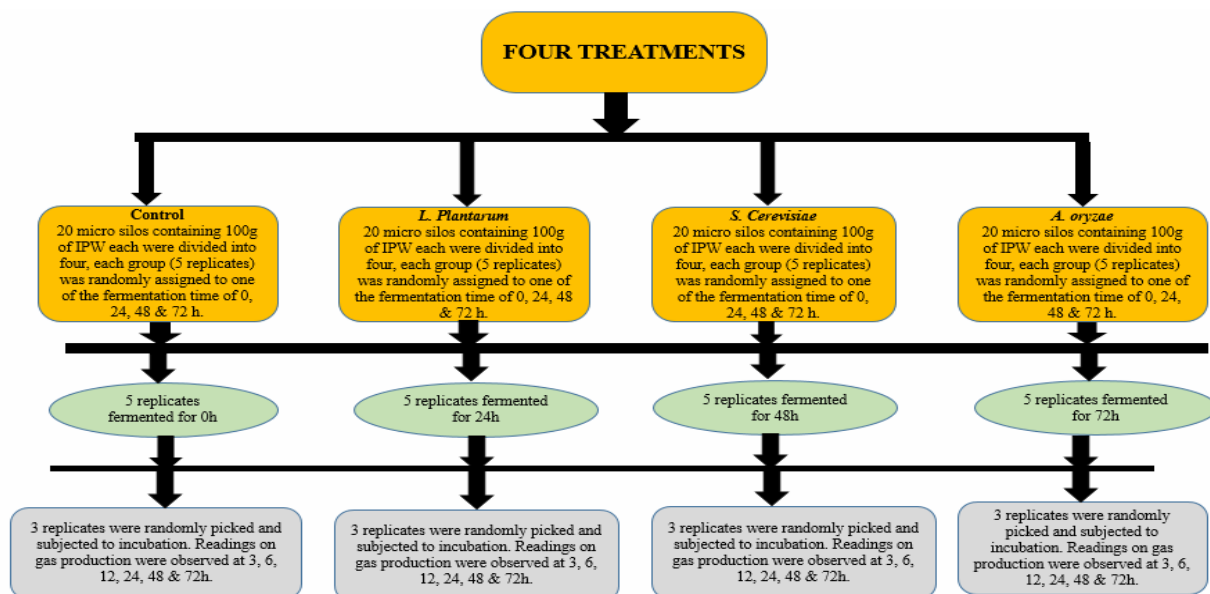 FOUR TREATMENTS
Control
20 micro silos containing 100g
of IPW each were divided into
four, each group (5 replicates)
was randomly assigned to one
of the fermentation time of 0,
24, 48 & 72 h.
L. Plantarum
20 micro silos containing 100g
of IPW each were divided into
four, each group (5 replicates)
was randomly assigned to one of
the fermentation time of 0, 24, 48
& 72 h.
S. Cerevisiae
20 micro silos containing 100g
of IPW each were divided into
four, each group (5 replicates)
was randomly assigned to one
of the fermentation time of 0,
24, 48 & 72 h.
A. oryzae
20 micro silos containing 100g
of IPW each were divided into
four, each group (5 replicates)
was randomly assigned to one of
the fermentation time of 0, 24,
48 & 72 h.
5 replicates
fermented for 0h
5 replicates fermented
for 24h
5 replicates fermented
for 48h
5 replicates fermented
for 72h
3 replicates were randomly picked and
subjected to incubation. Readings on
gas production were observed at 3, 6,
12, 24, 48 & 72h.
3 replicates were randomly picked and
subjected to incubation. Readings on
gas production were observed at 3, 6,
12, 24, 48 & 72h.
3 replicates were randomly picked and
subjected to incubation. Readings on
gas production were observed at 3, 6,
12, 24, 48 & 72h.
3 replicates were randomly
picked and subjected to
incubation. Readings on gas
production were observed at 3, 6,
12, 24, 48 & 72h.